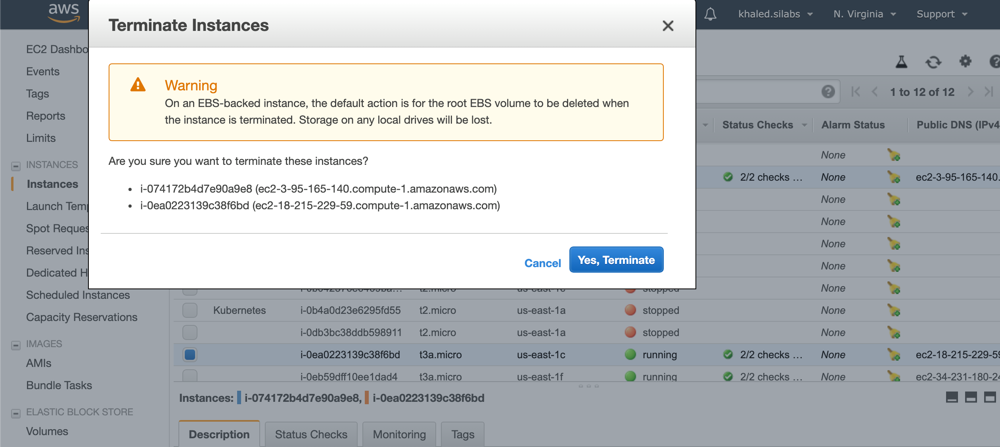 aws
Terminate Instances
khaled.silabs
N. Virginia
Support
EC2 Dashbo
Events
Tags
Reports
Limits
INSTANCES
Instances
Launch Temp
Spot Reques
Reserved Ins
Dedicated H
Scheduled Instances
Capacity Reservations
IMAGES
AMIs
Bundle Tasks
ELASTIC BLOCK STORE
Volumes
Warning
On an EBS-backed instance, the default action is for the root EBS volume to be deleted when
the instance is terminated. Storage on any local drives will be lost.
Are you sure you want to terminate these instances?
• i-074172b4d7e90a9e8 (ec2-3-95-165-140.compute-1.amazonaws.com)
• i-0ea0223139c38f6bd (ec2-18-215-229-59.compute-1.amazonaws.com)
Cancel
Yes, Terminate
1 to 12 of 12
Status Checks Alarm Status Public DNS (IPv4
None
2/2 checks ... None ec2-3-95-165-140.
None
None
None
None
t2.micro us-east-1c stopped None
Kubernetes i-0b4a0d23e6295fd55 t2.micro us-east-1a stopped None
i-0db3bc38ddb598911 t2.micro us-east-1a stopped None
i-0ea0223139c38f6bd t3a.micro us-east-1c running 2/2 checks ... None ec2-18-215-229-59
i-0eb59dff10ee1dad4 t3a.micro us-east-1f running 2/2 checks ... None ec2-34-231-180-24
Instances: i-074172b4d7e90a9e8, i-0ea0223139c38f6bd
Description
Status Checks
Monitoring
Tags